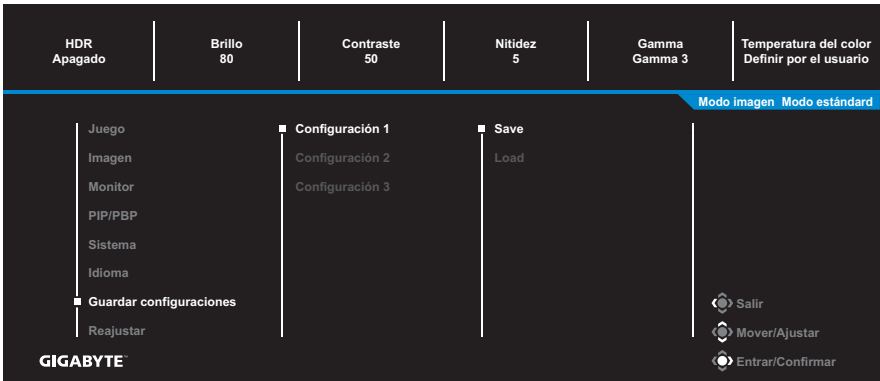 HDR
Apagado
Brillo
80
Contraste
50
Nitidez
5
Gamma
Gamma 3
Temperatura del color
Definir por el usuario
Modo imagen Modo estándard
Juego
Imagen
Monitor
PIP/PBP
Sistema
Idioma
Guardar configuraciones
Reajustar
Configuración 1
Configuración 2
Configuración 3
Save
Load
Salir
Mover/Ajustar
Entrar/Confirmar
GIGABYTE™